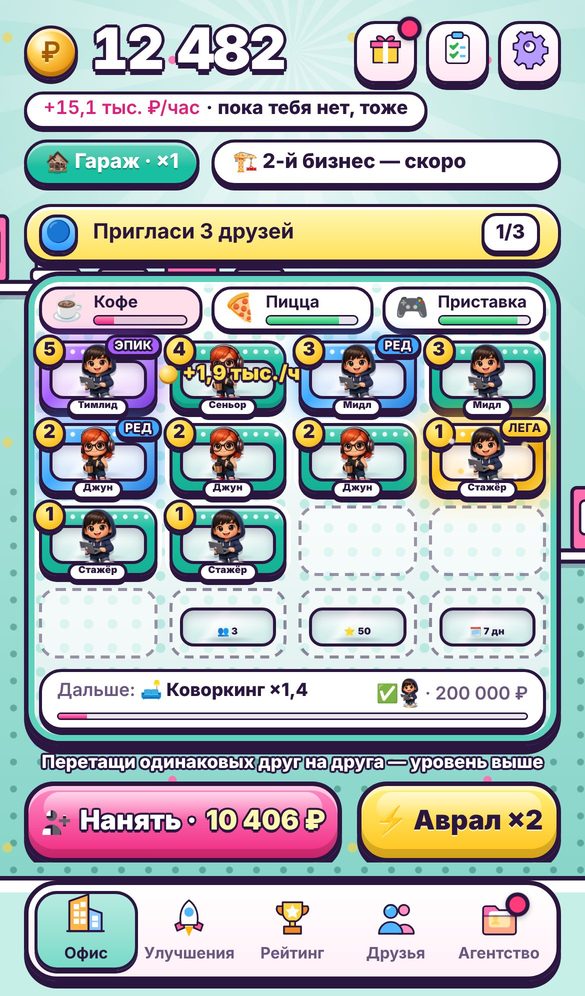 ₽ 12 482
+15,1 тыс. ₽/час · пока тебя нет, тоже
Гараж · ×1
2-й бизнес — скоро
Пригласи 3 друзей 1/3
Кофе
Пицца
Приставка
5 ЭПИК
4
3 РЕД
3
+1,9 тыс./ч
Тимлид
Сеньор
Мидл
Мидл
2 РЕД
2
2
1 ЛЕГА
Джун
Джун
Джун
Стажёр
1
1
Стажёр
Стажёр
3
50
7 дн
Дальше: Коворкинг ×1,4
· 200 000 ₽
Перетащи одинаковых друг на друга — уровень выше
Нанять · 10 406 ₽
Аврал ×2
Офис
Улучшения
Рейтинг
Друзья
Агентство